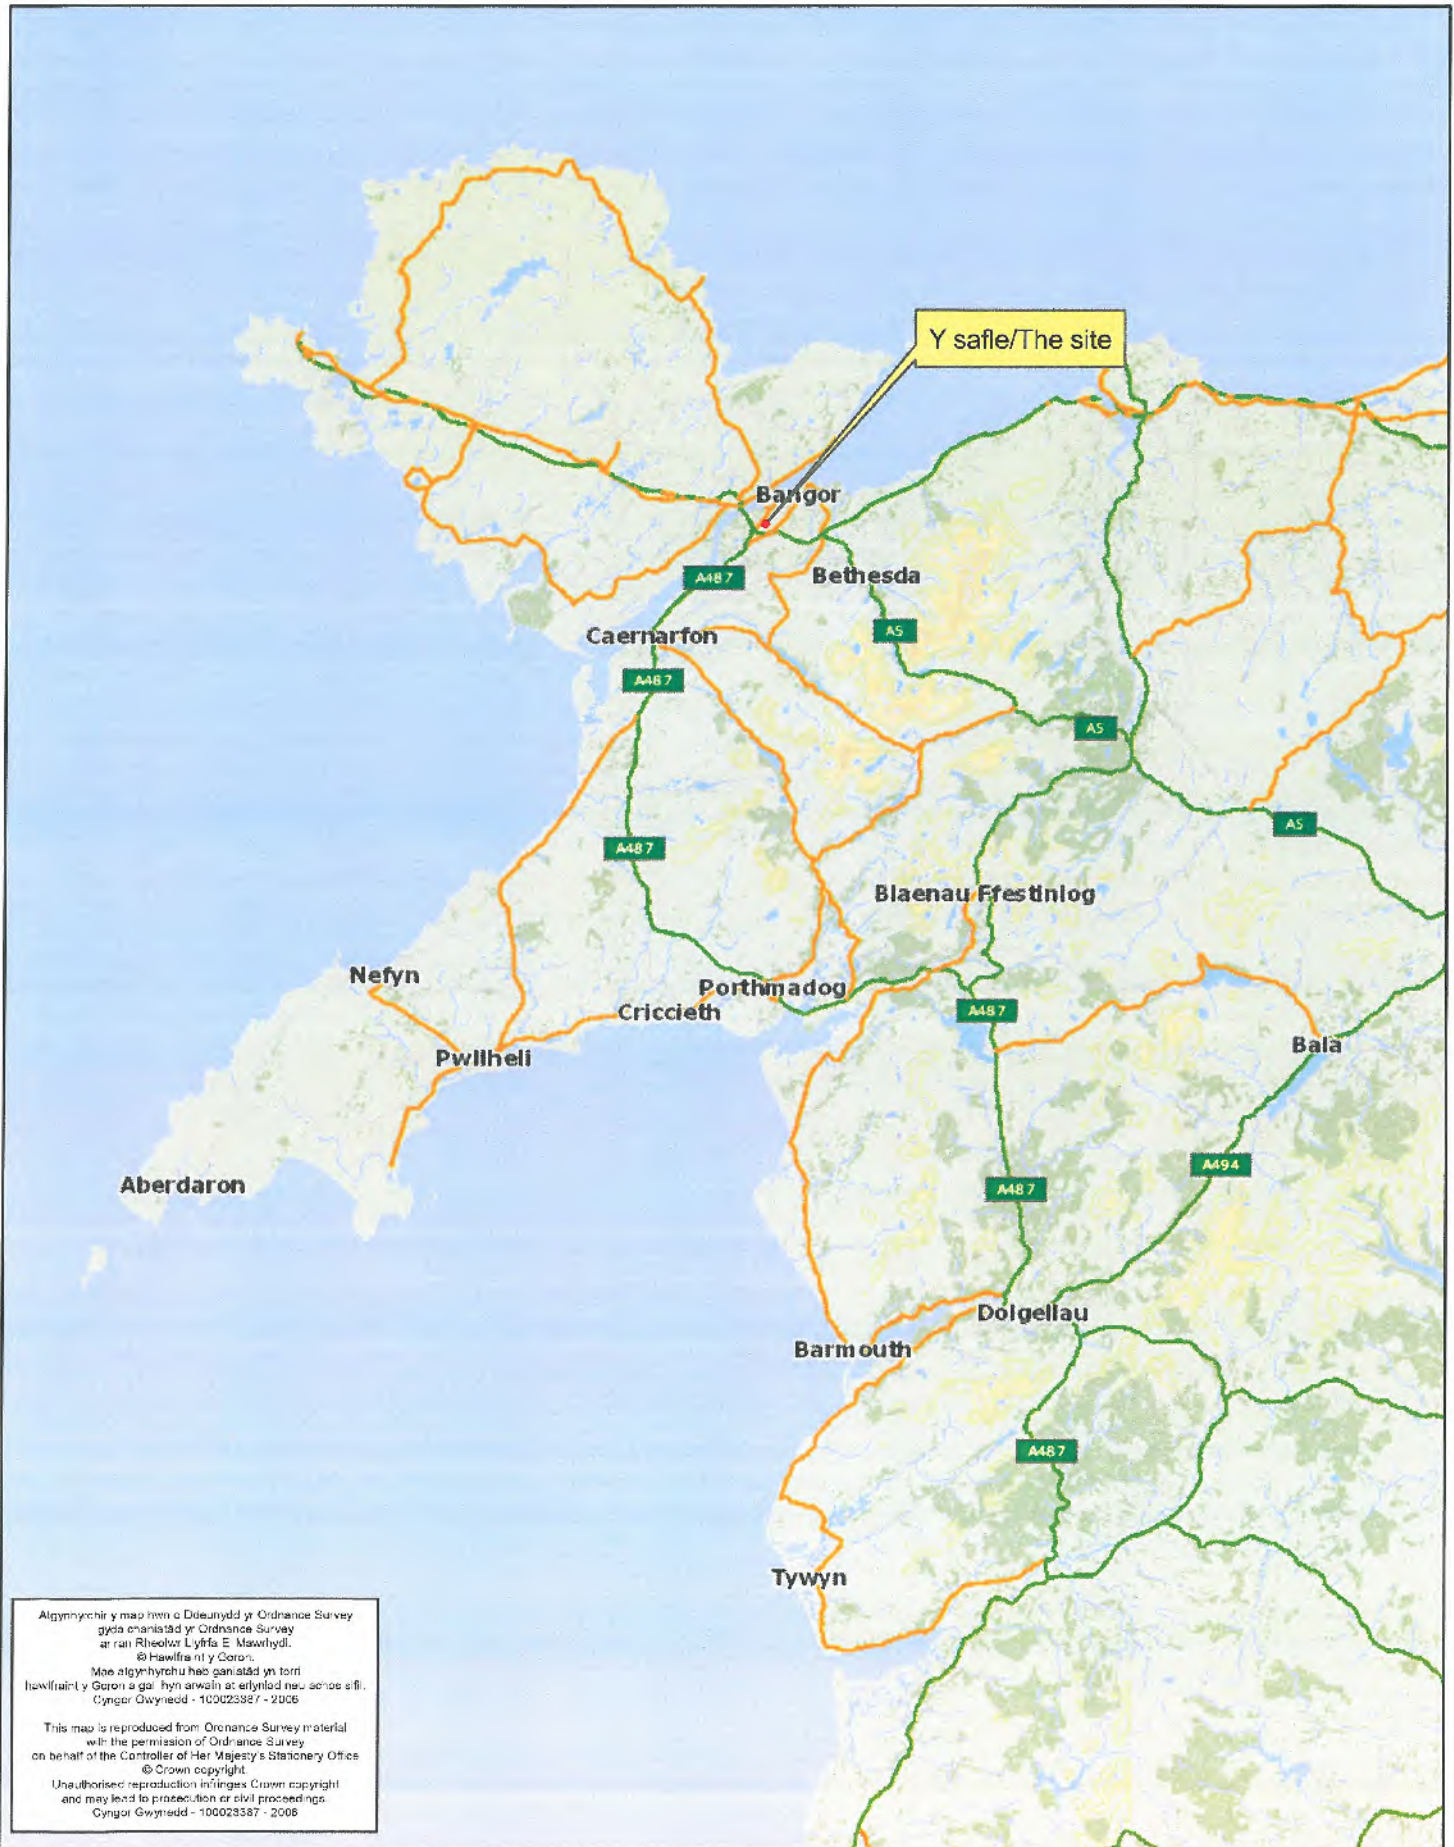 Y safle/The site
Bangor
A487
Bethesda
Caernarfon
A5
A487
A5
A5
A487
Blaenau Ffestiniog
Nefyn
Porthmadog
Criccieth
A487
Bala
Pwllheli
A494
Aberdaron
A487
Dolgellau
Barmouth
A487
Tywyn
Atgynhyrchir y map hwn o Ddeunydd yr Ordnance Survey
gyda chaniatâd yr Ordnance Survey
ar ran Rheolwr Llyfrfa Ei Mawrhydi.
© Hawlfraint y Goron.
Mae atgynhyrchu heb ganiatâd yn torri
hawlfraint y Goron a gall hyn arwain at erlyniad neu achos sifil.
Cyngor Gwynedd - 100023387 - 2006
This map is reproduced from Ordnance Survey material
with the permission of Ordnance Survey
on behalf of the Controller of Her Majesty's Stationery Office
© Crown copyright.
Unauthorised reproduction infringes Crown copyright
and may lead to prosecution or civil proceedings.
Cyngor Gwynedd - 100023387 - 2006